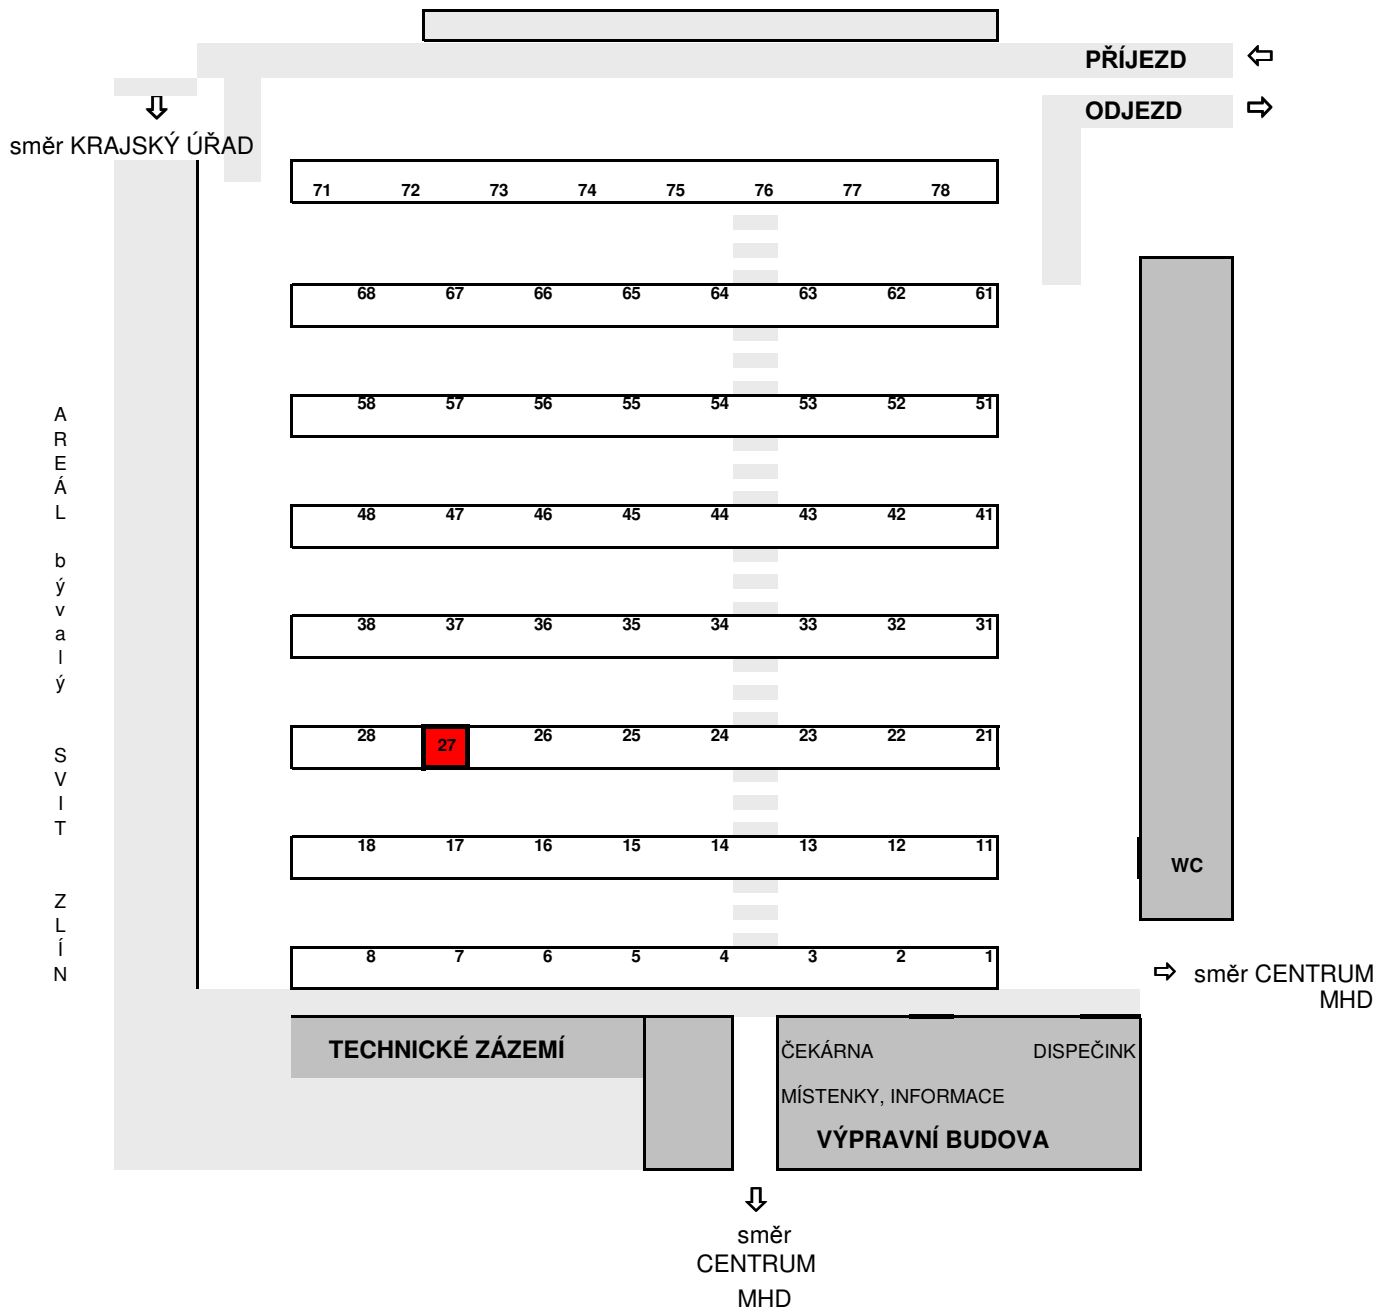 PŘÍJEZD
ODJEZD
směr KRAJSKÝ ÚŘAD
71 72 73 74 75 76 77 78
68 67 66 65 64 63 62 61
58 57 56 55 54 53 52 51
48 47 46 45 44 43 42 41
38 37 36 35 34 33 32 31
28 27 26 25 24 23 22 21
18 17 16 15 14 13 12 11
8 7 6 5 4 3 2 1
AREÁL bývalý SVIT ZLÍN
WC
směr CENTRUM
MHD
TECHNICKÉ ZÁZEMÍ
ČEKÁRNA DISPEČINK
MÍSTENKY, INFORMACE
VÝPRAVNÍ BUDOVA
směr
CENTRUM
MHD